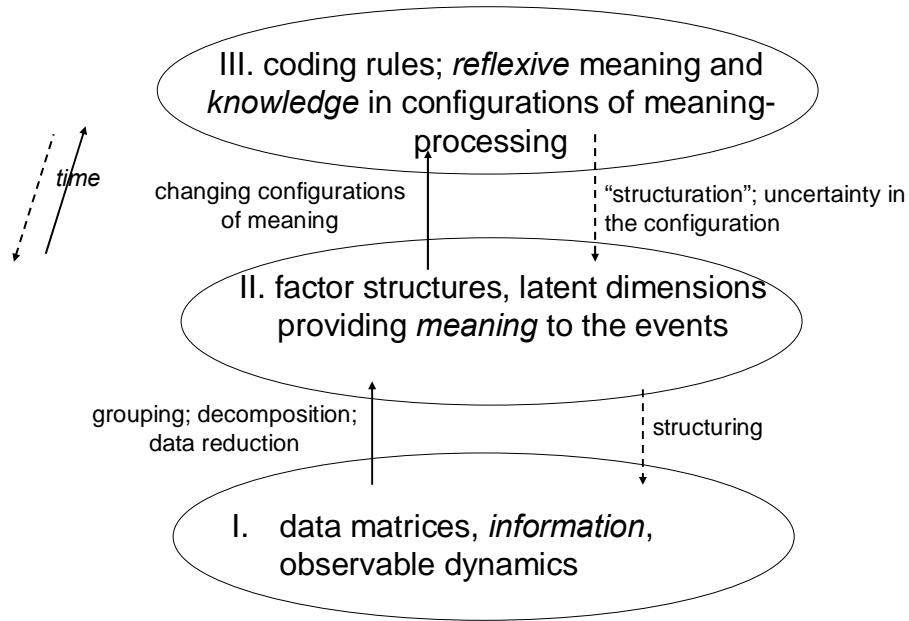 III. coding rules; reflexive meaning and
knowledge in configurations of meaning-
processing
time
changing configurations
of meaning
“structuration”; uncertainty in
the configuration
II. factor structures, latent dimensions
providing meaning to the events
grouping; decomposition;
data reduction
structuring
I. data matrices, information,
observable dynamics